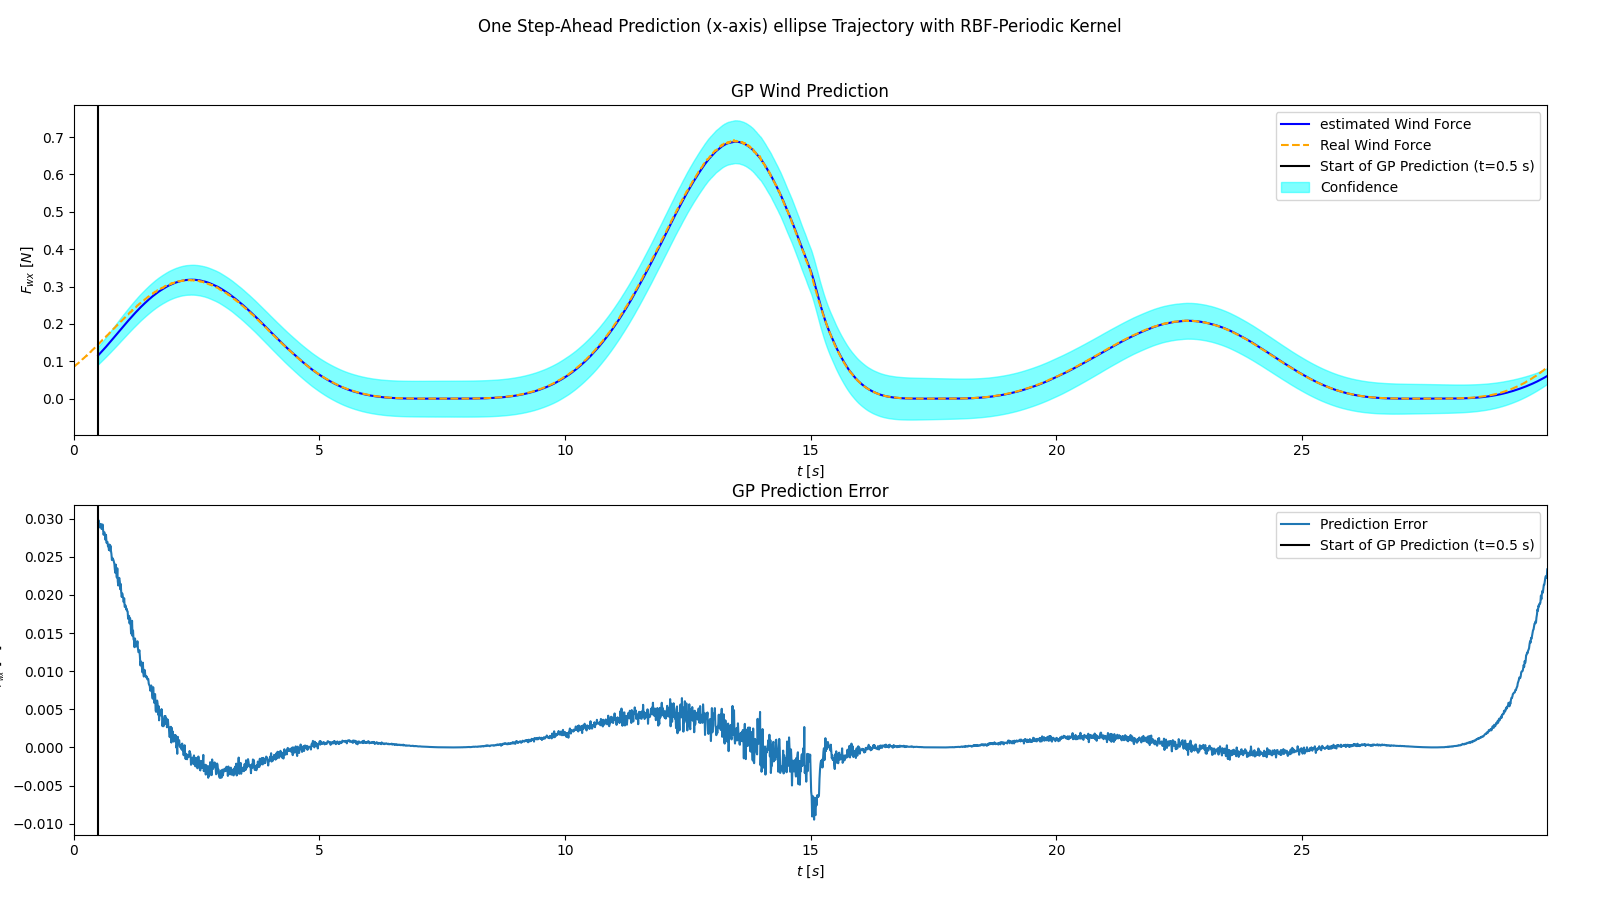 One Step-Ahead Prediction (x-axis) ellipse Trajectory with RBF-Periodic Kernel
GP Wind Prediction
estimated Wind Force
Real Wind Force
Start of GP Prediction (t=0.5 s)
Confidence
F_wx [N]
0.7
0.6
0.5
0.4
0.3
0.2
0.1
0.0
0 5 10 15 20 25
t [s]
GP Prediction Error
Prediction Error
Start of GP Prediction (t=0.5 s)
0.030
0.025
0.020
0.015
0.010
0.005
0.000
−0.005
−0.010
0 5 10 15 20 25
t [s]